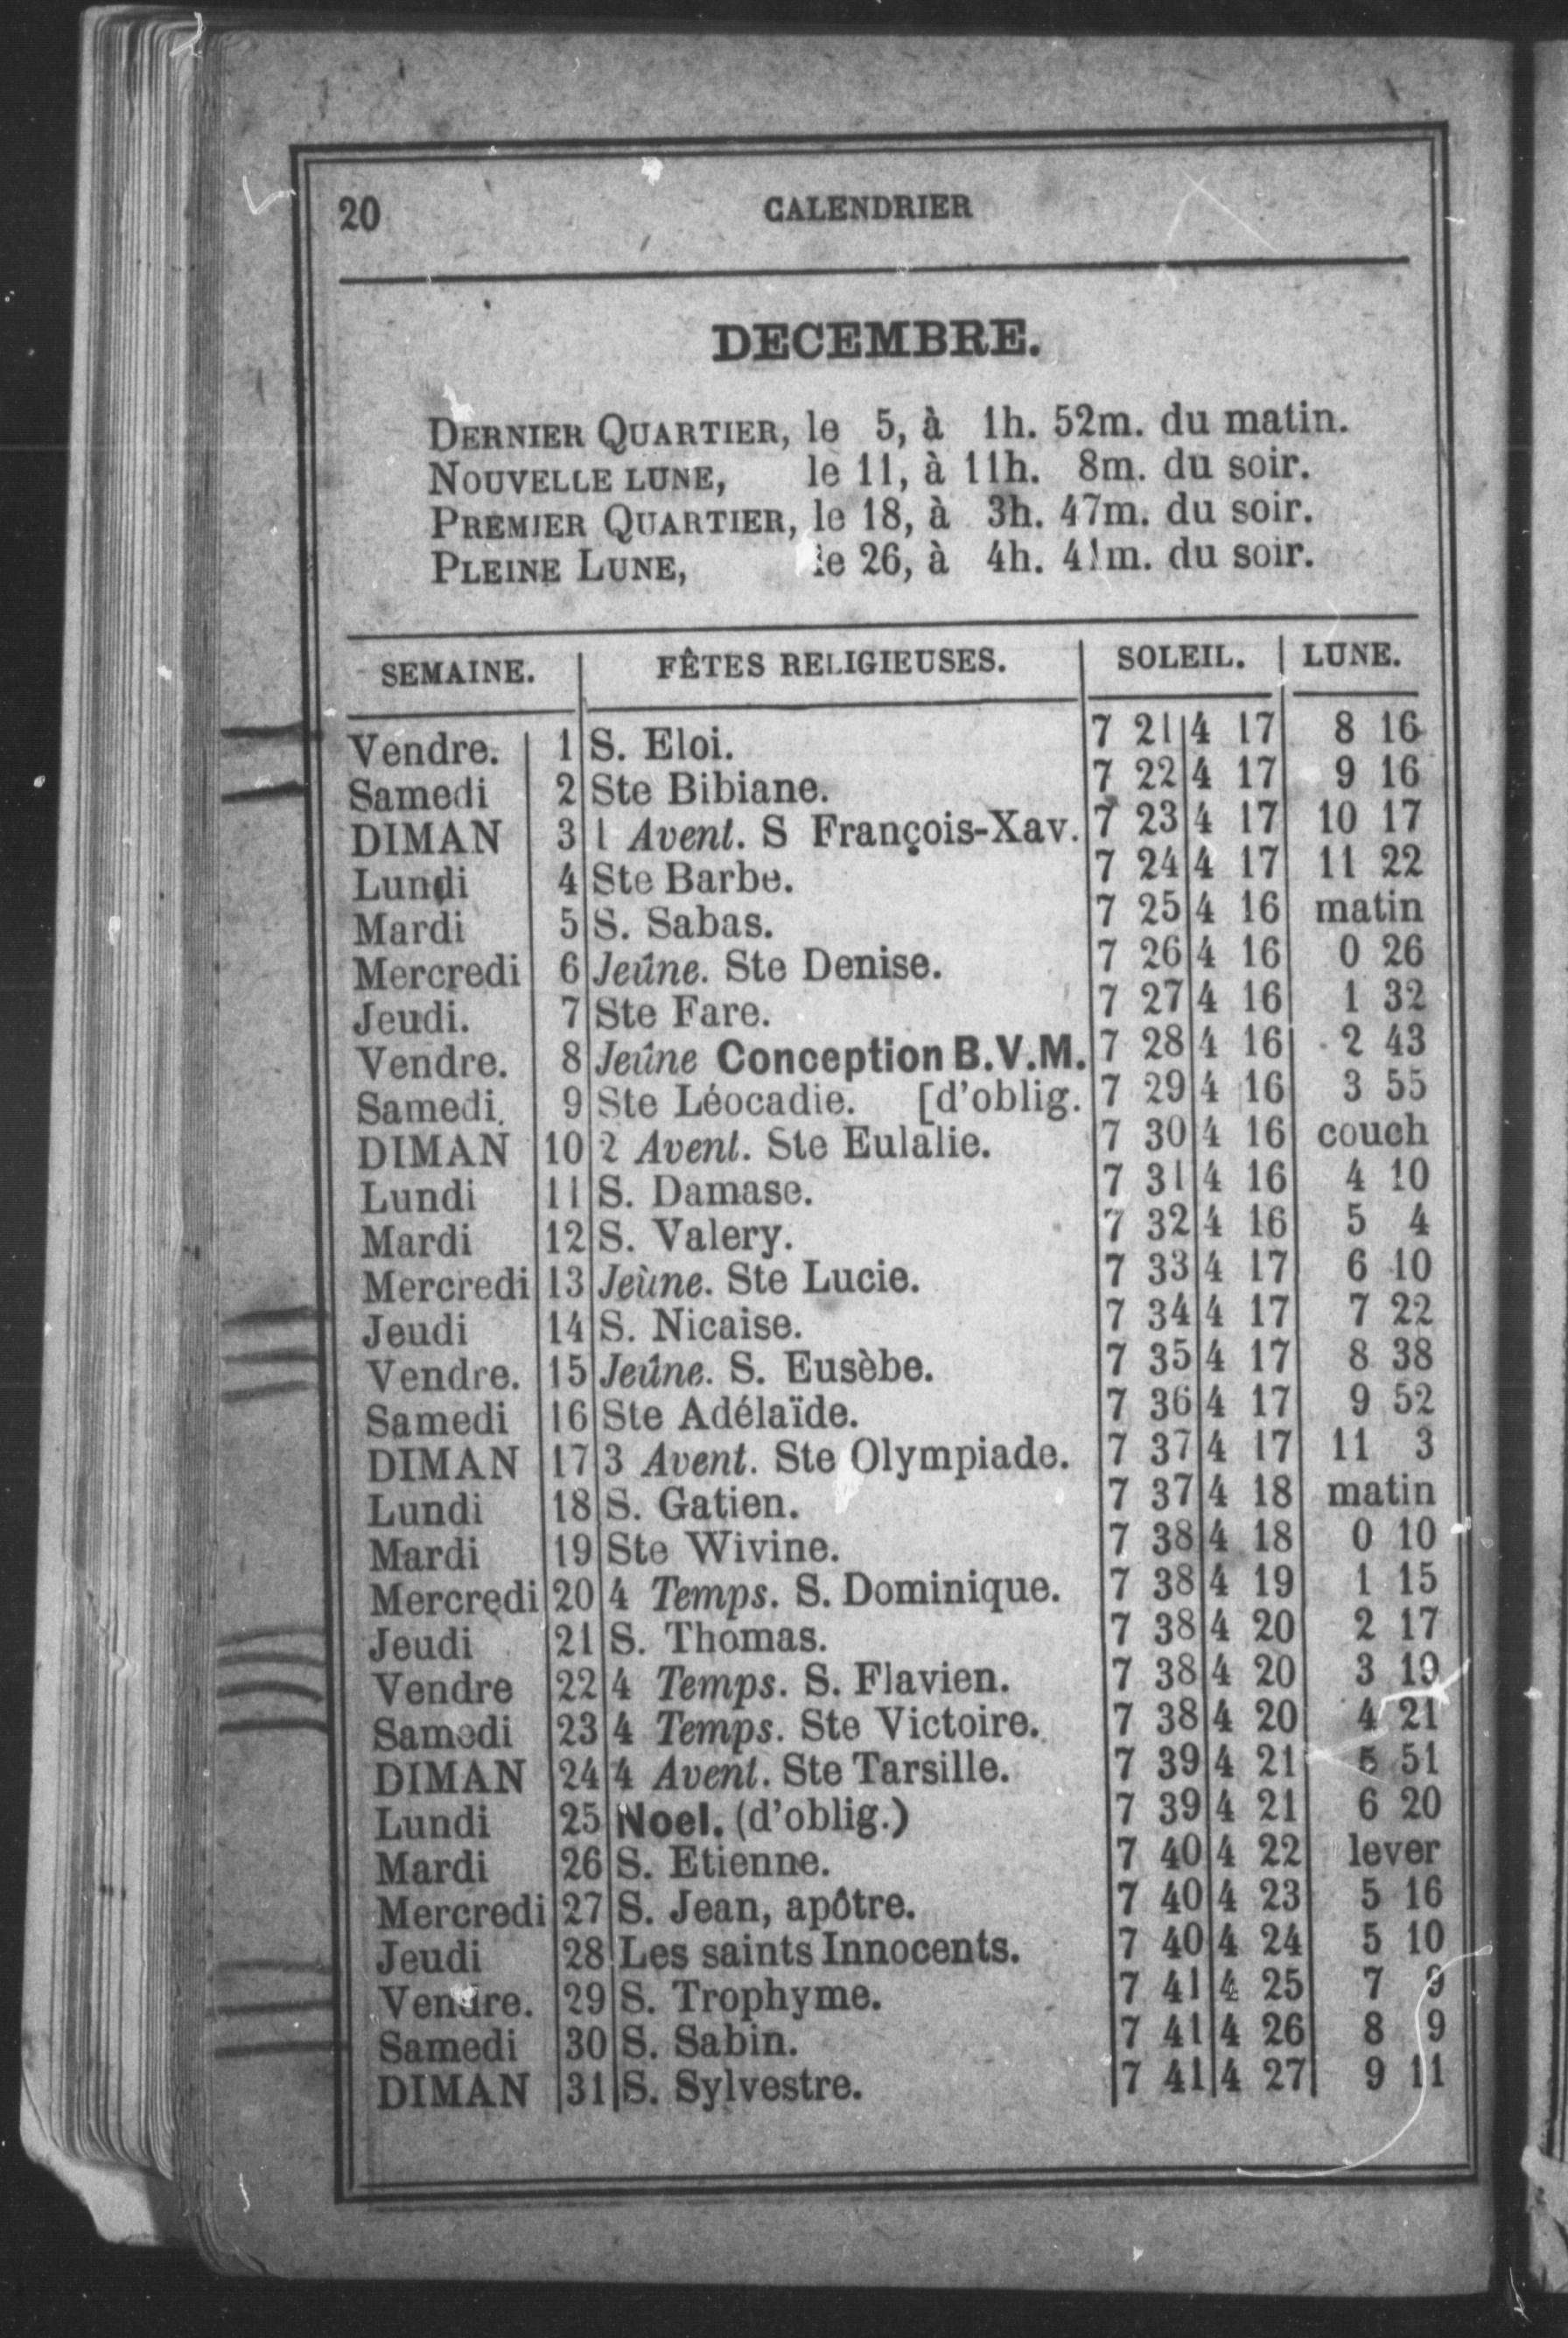 20
CALENDRIER
DECEMBRE.
DERNIER QUARTIER, le 5, à 1h. 52m. du matin.
NOUVELLE LUNE, le 11, à 11h. 8m. du soir.
PREMIER QUARTIER, le 18, à 3h. 47m. du soir.
PLEINE LUNE, le 26, à 4h. 41m. du soir.
SEMAINE. FÊTES RELIGIEUSES. SOLEIL. LUNE.
Vendre. 1 S. Eloi. 7 21 4 17 8 16
Samedi 2 Ste Bibiane. 7 22 4 17 9 16
DIMAN 3 1 Avent. S François-Xav. 7 23 4 17 10 17
Lundi 4 Ste Barbe. 7 24 4 17 11 22
Mardi 5 S. Sabas. 7 25 4 16 matin
Mercredi 6 Jeûne. Ste Denise. 7 26 4 16 0 26
Jeudi. 7 Ste Fare. 7 27 4 16 1 32
Vendre. 8 Jeûne Conception B.V.M. 7 28 4 16 2 43
Samedi. 9 Ste Léocadie. [d'oblig. 7 29 4 16 3 55
DIMAN 10 2 Avent. Ste Eulalie. 7 30 4 16 couch
Lundi 11 S. Damase. 7 31 4 16 4 10
Mardi 12 S. Valery. 7 32 4 16 5 4
Mercredi 13 Jeûne. Ste Lucie. 7 33 4 17 6 10
Jeudi 14 S. Nicaise. 7 34 4 17 7 22
Vendre. 15 Jeûne. S. Eusèbe. 7 35 4 17 8 38
Samedi 16 Ste Adélaïde. 7 36 4 17 9 52
DIMAN 17 3 Avent. Ste Olympiade. 7 37 4 17 11 3
Lundi 18 S. Gatien. 7 37 4 18 matin
Mardi 19 Ste Wivine. 7 38 4 18 0 10
Mercredi 20 4 Temps. S. Dominique. 7 38 4 19 1 15
Jeudi 21 S. Thomas. 7 38 4 20 2 17
Vendre 22 4 Temps. S. Flavien. 7 38 4 20 3 19
Samedi 23 4 Temps. Ste Victoire. 7 38 4 20 4 21
DIMAN 24 4 Avent. Ste Tarsille. 7 39 4 21 5 51
Lundi 25 Noel. (d'oblig.) 7 39 4 21 6 20
Mardi 26 S. Etienne. 7 40 4 22 lever
Mercredi 27 S. Jean, apôtre. 7 40 4 23 5 16
Jeudi 28 Les saints Innocents. 7 40 4 24 5 10
Vendre. 29 S. Trophyme. 7 41 4 25 7 9
Samedi 30 S. Sabin. 7 41 4 26 8 9
DIMAN 31 S. Sylvestre. 7 41 4 27 9 11